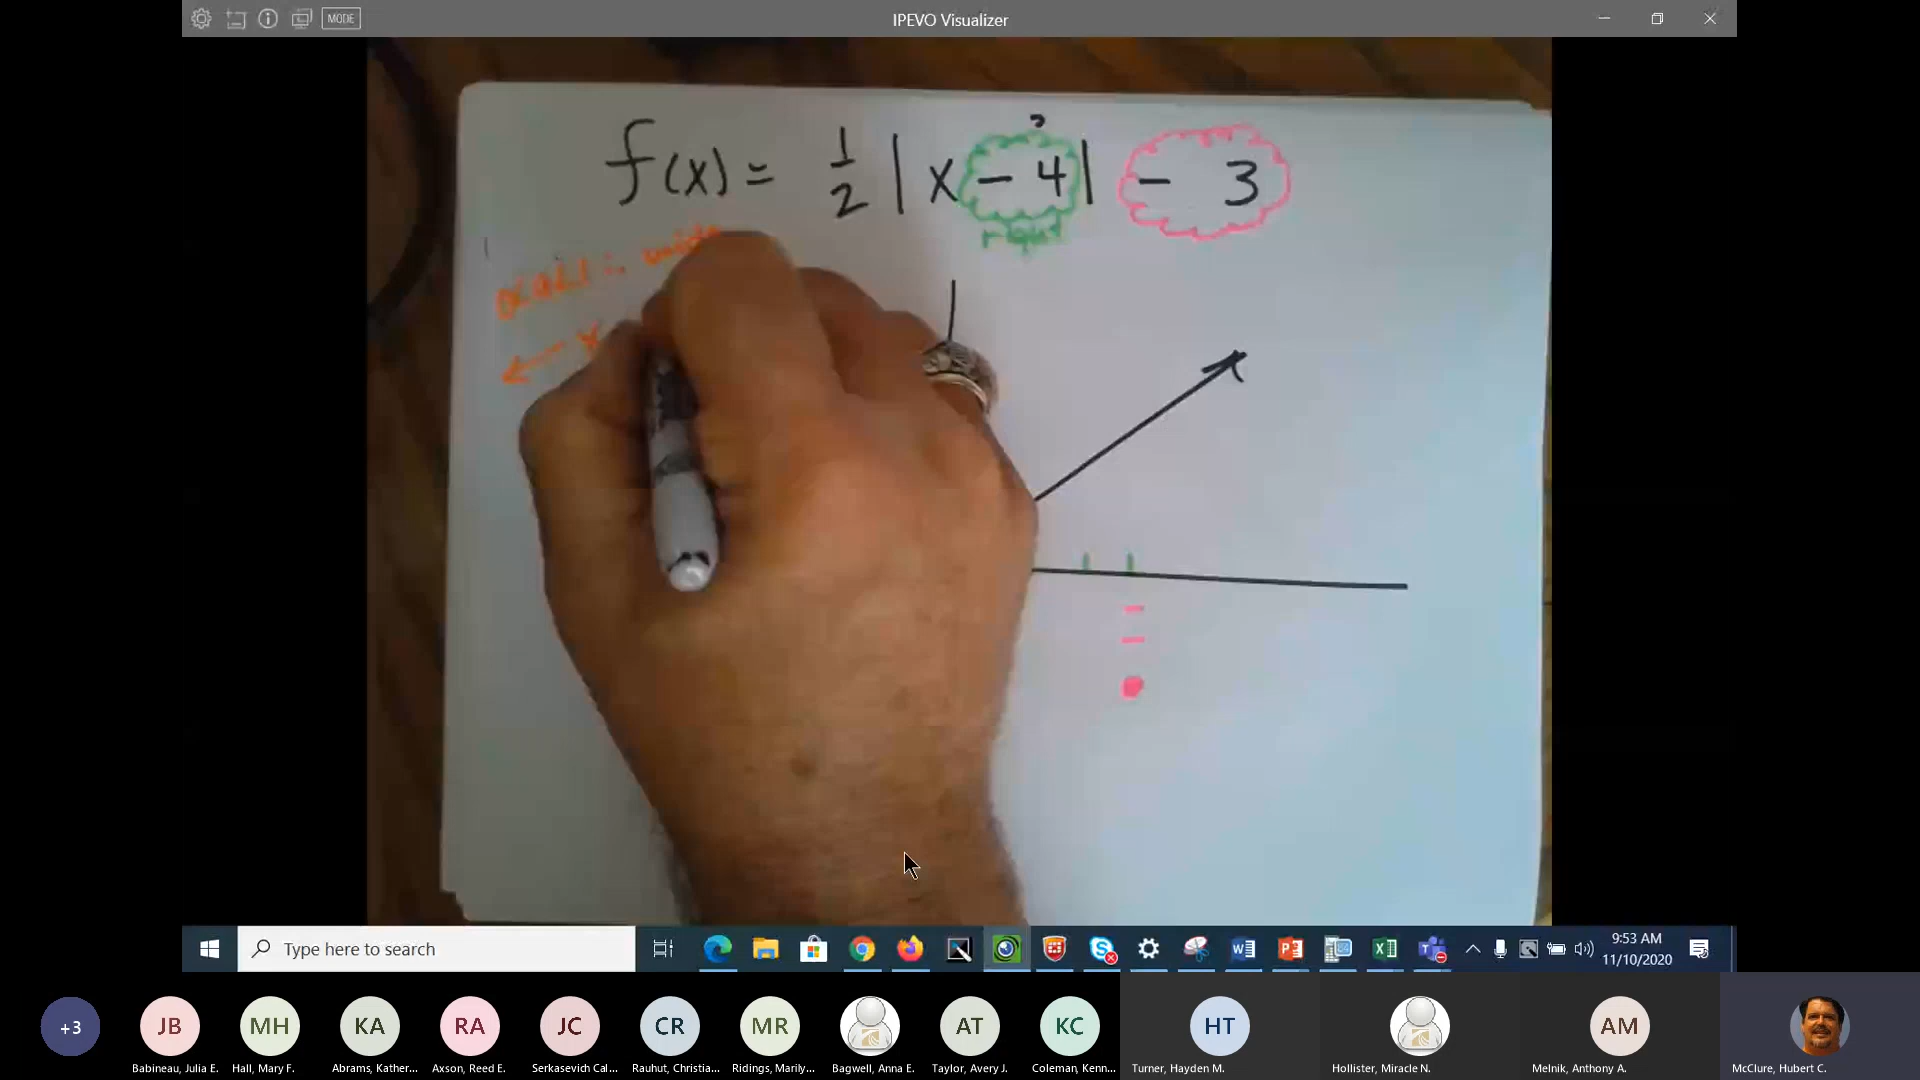 MODE
IPEVO Visualizer
f(x) = 1/2 |x - 4| - 3
right
Type here to search
9:53 AM
11/10/2020
+3
JB
MH
KA
RA
JC
CR
MR
AT
KC
HT
AM
Babineau, Julia E.
Hall, Mary F.
Abrams, Kather...
Axson, Reed E.
Serkasevich Cal...
Rauhut, Christia...
Ridings, Marily...
Bagwell, Anna E.
Taylor, Avery J.
Coleman, Kenn...
Turner, Hayden M.
Hollister, Miracle N.
Melnik, Anthony A.
McClure, Hubert C.